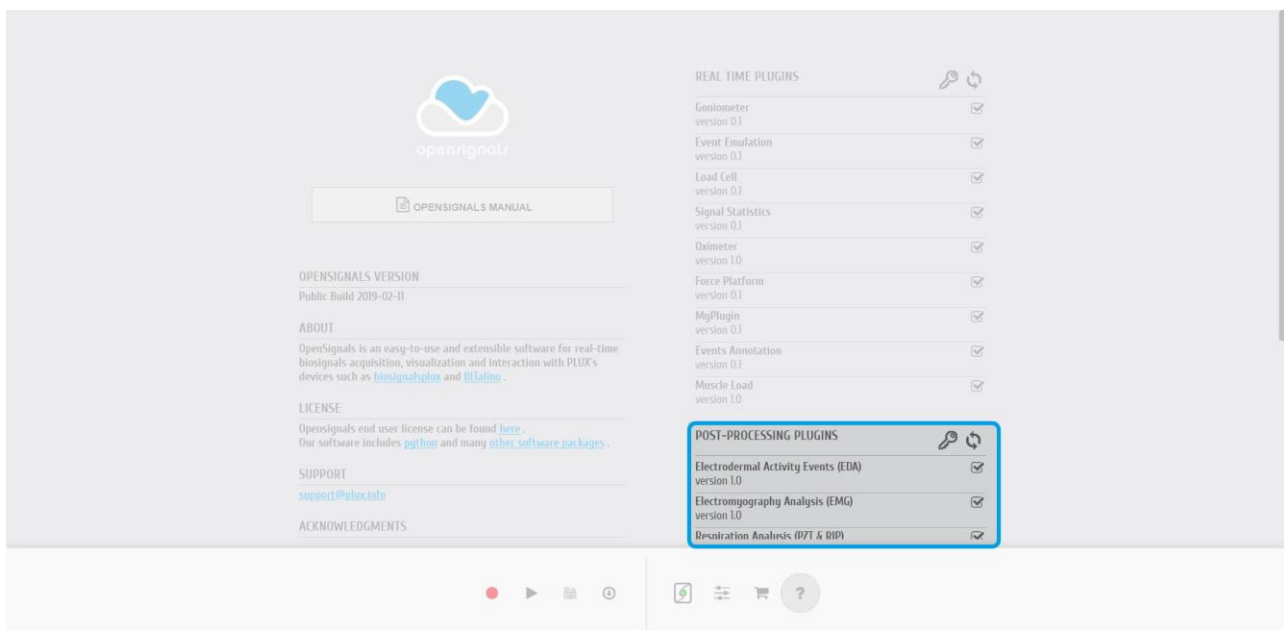 opensignals
OPENSIGNALS MANUAL
OPENSIGNALS VERSION
Public Build 2019-02-11
ABOUT
OpenSignals is an easy-to-use and extensible software for real-time
biosignals acquisition, visualization and interaction with PLUX's
devices such as biosignalsplux and BITalino .
LICENSE
Opensignals end user license can be found here .
Our software includes python and many other software packages .
SUPPORT
support@plux.info
ACKNOWLEDGMENTS
REAL TIME PLUGINS
Goniometer
version 0.1
Event Emulation
version 0.1
Load Cell
version 0.1
Signal Statistics
version 0.1
Oximeter
version 1.0
Force Platform
version 0.1
MyPlugin
version 0.1
Events Annotation
version 0.1
Muscle Load
version 1.0
POST-PROCESSING PLUGINS
Electrodermal Activity Events (EDA)
version 1.0
Electromyography Analysis (EMG)
version 1.0
Respiration Analysis (PZT & RIP)
?